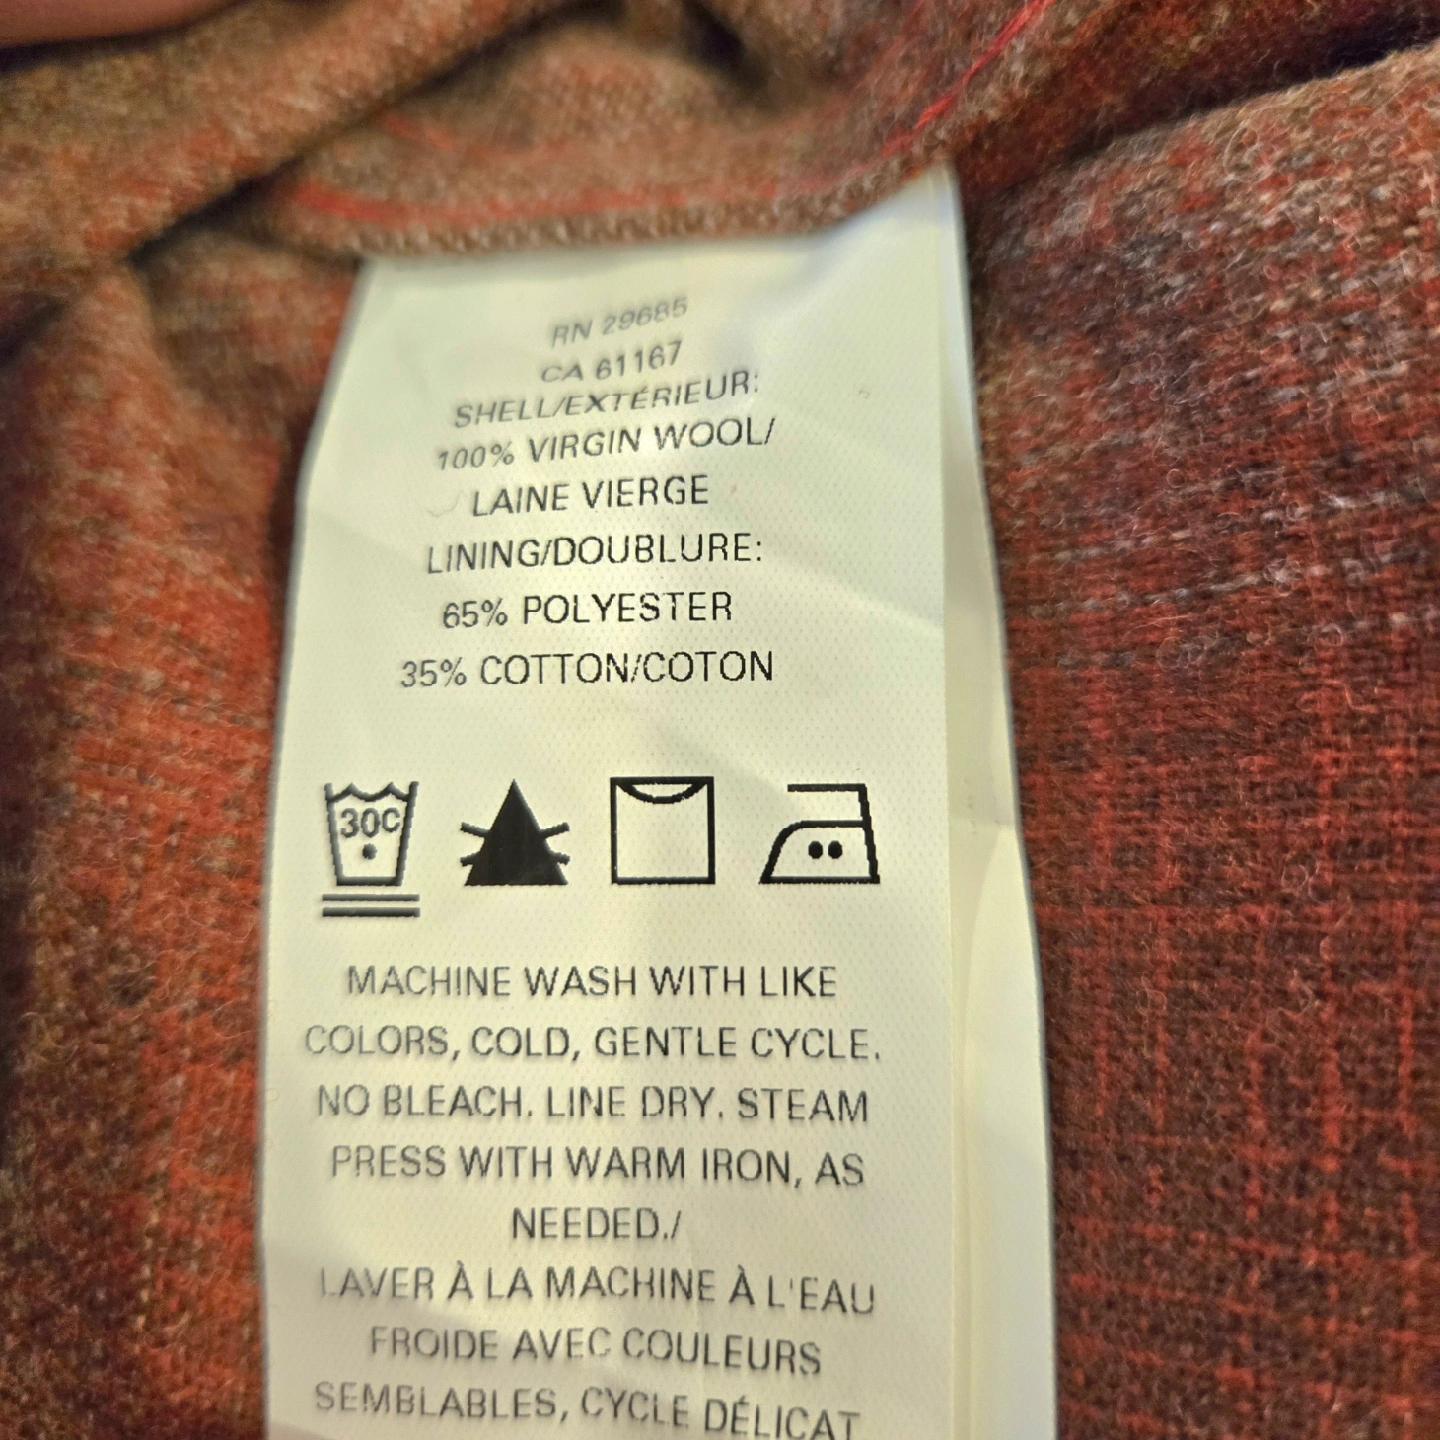 RN 29685
CA 61167
SHELL/EXTÉRIEUR:
100% VIRGIN WOOL/
LAINE VIERGE
LINING/DOUBLURE:
65% POLYESTER
35% COTTON/COTON
30C
MACHINE WASH WITH LIKE
COLORS, COLD, GENTLE CYCLE.
NO BLEACH. LINE DRY. STEAM
PRESS WITH WARM IRON, AS
NEEDED./
LAVER À LA MACHINE À L'EAU
FROIDE AVEC COULEURS
SEMBLABLES, CYCLE DÉLICAT